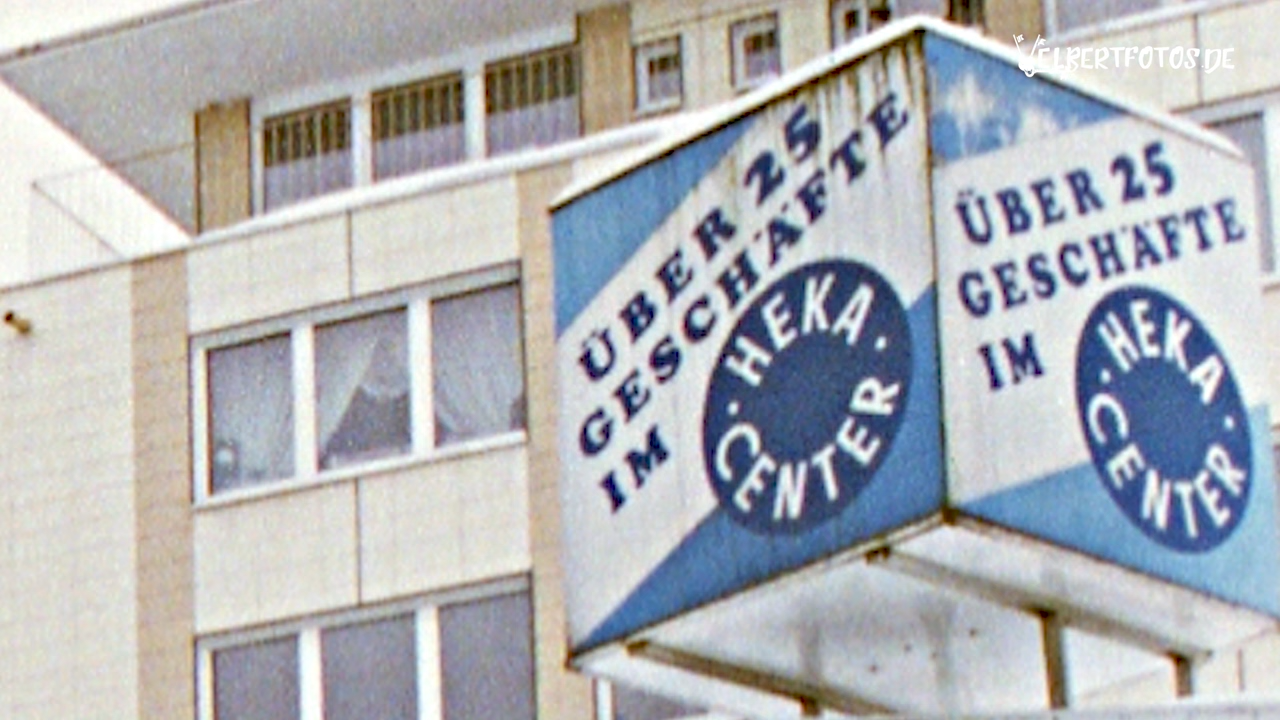 VELBERTFOTOS.DE
ÜBER 25
GESCHÄFTE
IM
HEKA
CENTER
ÜBER 25
GESCHÄFTE
IM
HEKA
CENTER